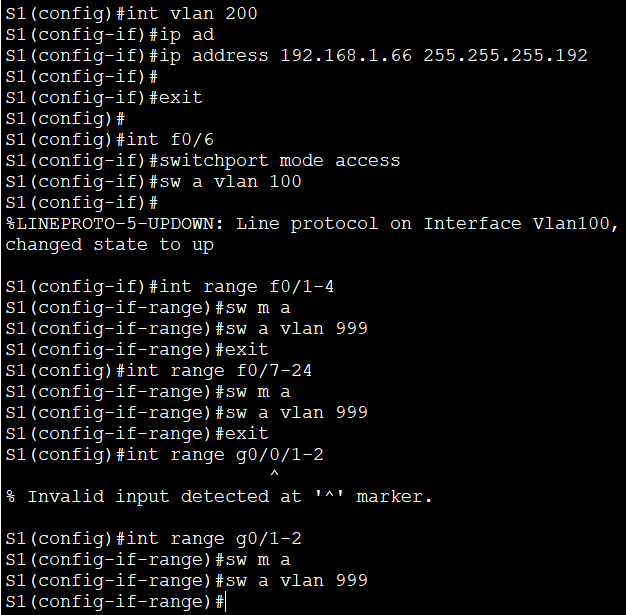 S1(config)#int vlan 200
S1(config-if)#ip ad
S1(config-if)#ip address 192.168.1.66 255.255.255.192
S1(config-if)#
S1(config-if)#exit
S1(config)#
S1(config)#int f0/6
S1(config-if)#switchport mode access
S1(config-if)#sw a vlan 100
S1(config-if)#
%LINEPROTO-5-UPDOWN: Line protocol on Interface Vlan100,
changed state to up

S1(config-if)#int range f0/1-4
S1(config-if-range)#sw m a
S1(config-if-range)#sw a vlan 999
S1(config-if-range)#exit
S1(config)#int range f0/7-24
S1(config-if-range)#sw m a
S1(config-if-range)#sw a vlan 999
S1(config-if-range)#exit
S1(config)#int range g0/0/1-2
                        ^
% Invalid input detected at '^' marker.

S1(config)#int range g0/1-2
S1(config-if-range)#sw m a
S1(config-if-range)#sw a vlan 999
S1(config-if-range)#